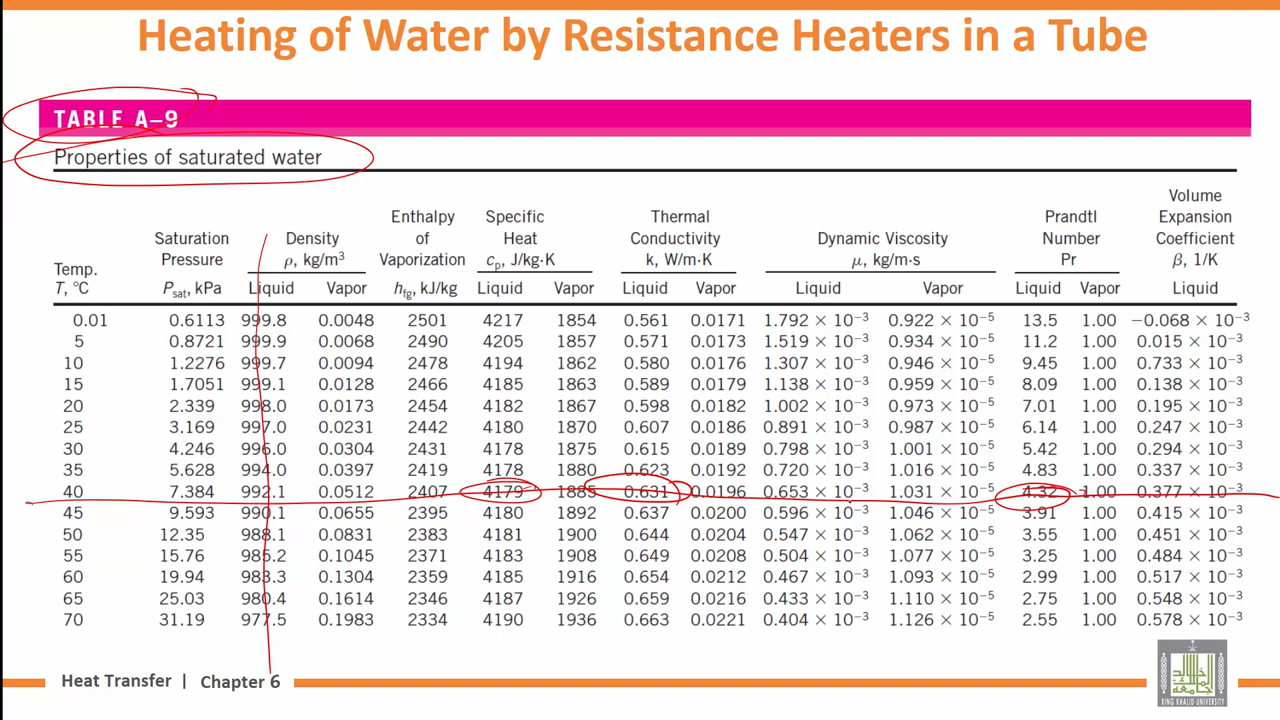 Heating of Water by Resistance Heaters in a Tube
TABLE A–9
Properties of saturated water
Temp. T, °C | Saturation Pressure P_sat, kPa | Density ρ, kg/m³ Liquid Vapor | Enthalpy of Vaporization h_fg, kJ/kg | Specific Heat c_p, J/kg·K Liquid Vapor | Thermal Conductivity k, W/m·K Liquid Vapor | Dynamic Viscosity μ, kg/m·s Liquid Vapor | Prandtl Number Pr Liquid Vapor | Volume Expansion Coefficient β, 1/K Liquid
0.01 0.6113 999.8 0.0048 2501 4217 1854 0.561 0.0171 1.792 × 10⁻³ 0.922 × 10⁻⁵ 13.5 1.00 −0.068 × 10⁻³
5 0.8721 999.9 0.0068 2490 4205 1857 0.571 0.0173 1.519 × 10⁻³ 0.934 × 10⁻⁵ 11.2 1.00 0.015 × 10⁻³
10 1.2276 999.7 0.0094 2478 4194 1862 0.580 0.0176 1.307 × 10⁻³ 0.946 × 10⁻⁵ 9.45 1.00 0.733 × 10⁻³
15 1.7051 999.1 0.0128 2466 4185 1863 0.589 0.0179 1.138 × 10⁻³ 0.959 × 10⁻⁵ 8.09 1.00 0.138 × 10⁻³
20 2.339 998.0 0.0173 2454 4182 1867 0.598 0.0182 1.002 × 10⁻³ 0.973 × 10⁻⁵ 7.01 1.00 0.195 × 10⁻³
25 3.169 997.0 0.0231 2442 4180 1870 0.607 0.0186 0.891 × 10⁻³ 0.987 × 10⁻⁵ 6.14 1.00 0.247 × 10⁻³
30 4.246 996.0 0.0304 2431 4178 1875 0.615 0.0189 0.798 × 10⁻³ 1.001 × 10⁻⁵ 5.42 1.00 0.294 × 10⁻³
35 5.628 994.0 0.0397 2419 4178 1880 0.623 0.0192 0.720 × 10⁻³ 1.016 × 10⁻⁵ 4.83 1.00 0.337 × 10⁻³
40 7.384 992.1 0.0512 2407 4179 1885 0.631 0.0196 0.653 × 10⁻³ 1.031 × 10⁻⁵ 4.32 1.00 0.377 × 10⁻³
45 9.593 990.1 0.0655 2395 4180 1892 0.637 0.0200 0.596 × 10⁻³ 1.046 × 10⁻⁵ 3.91 1.00 0.415 × 10⁻³
50 12.35 988.1 0.0831 2383 4181 1900 0.644 0.0204 0.547 × 10⁻³ 1.062 × 10⁻⁵ 3.55 1.00 0.451 × 10⁻³
55 15.76 985.2 0.1045 2371 4183 1908 0.649 0.0208 0.504 × 10⁻³ 1.077 × 10⁻⁵ 3.25 1.00 0.484 × 10⁻³
60 19.94 983.3 0.1304 2359 4185 1916 0.654 0.0212 0.467 × 10⁻³ 1.093 × 10⁻⁵ 2.99 1.00 0.517 × 10⁻³
65 25.03 980.4 0.1614 2346 4187 1926 0.659 0.0216 0.433 × 10⁻³ 1.110 × 10⁻⁵ 2.75 1.00 0.548 × 10⁻³
70 31.19 977.5 0.1983 2334 4190 1936 0.663 0.0221 0.404 × 10⁻³ 1.126 × 10⁻⁵ 2.55 1.00 0.578 × 10⁻³
Heat Transfer | Chapter 6
KING KHALID UNIVERSITY